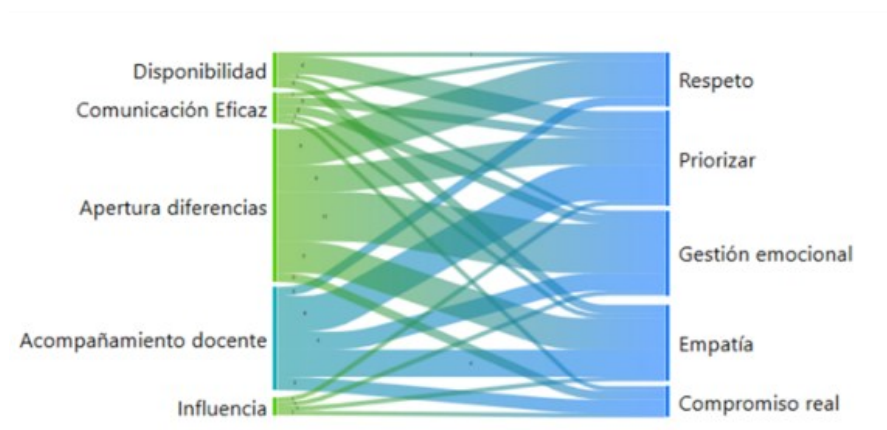 Disponibilidad
Comunicación Eficaz
Apertura diferencias
Acompañamiento docente
Influencia
Respeto
Priorizar
Gestión emocional
Empatía
Compromiso real